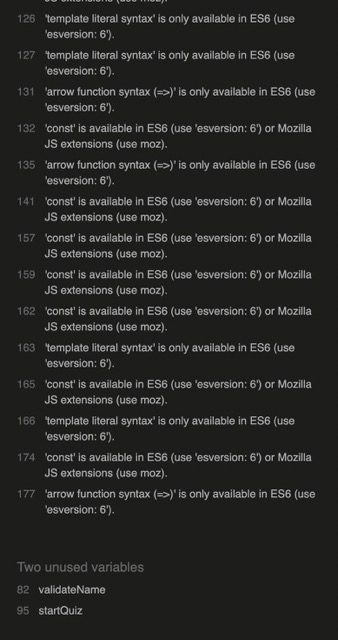 JS extensions (use moz).
126 'template literal syntax' is only available in ES6 (use
'esversion: 6').
127 'template literal syntax' is only available in ES6 (use
'esversion: 6').
131 'arrow function syntax (=>)' is only available in ES6 (use
'esversion: 6').
132 'const' is available in ES6 (use 'esversion: 6') or Mozilla
JS extensions (use moz).
135 'arrow function syntax (=>)' is only available in ES6 (use
'esversion: 6').
141 'const' is available in ES6 (use 'esversion: 6') or Mozilla
JS extensions (use moz).
157 'const' is available in ES6 (use 'esversion: 6') or Mozilla
JS extensions (use moz).
159 'const' is available in ES6 (use 'esversion: 6') or Mozilla
JS extensions (use moz).
162 'const' is available in ES6 (use 'esversion: 6') or Mozilla
JS extensions (use moz).
163 'template literal syntax' is only available in ES6 (use
'esversion: 6').
165 'const' is available in ES6 (use 'esversion: 6') or Mozilla
JS extensions (use moz).
166 'template literal syntax' is only available in ES6 (use
'esversion: 6').
174 'const' is available in ES6 (use 'esversion: 6') or Mozilla
JS extensions (use moz).
177 'arrow function syntax (=>)' is only available in ES6 (use
'esversion: 6').
Two unused variables
82 validateName
95 startQuiz